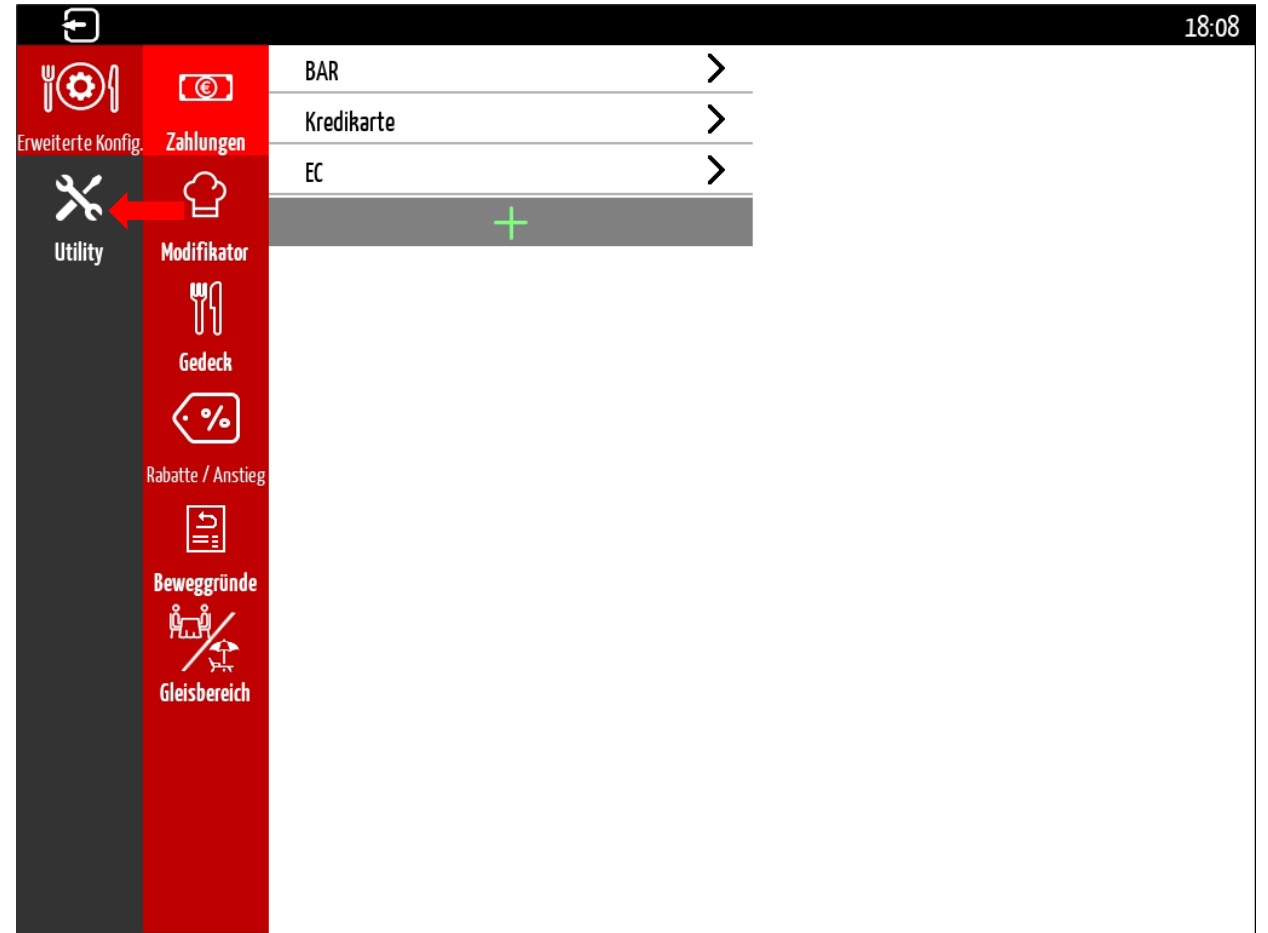 18:08
Erweiterte Konfig.
Utility
Zahlungen
Modifikator
Gedeck
%
Rabatte / Anstieg
Beweggründe
Gleisbereich
BAR
Kredikarte
EC